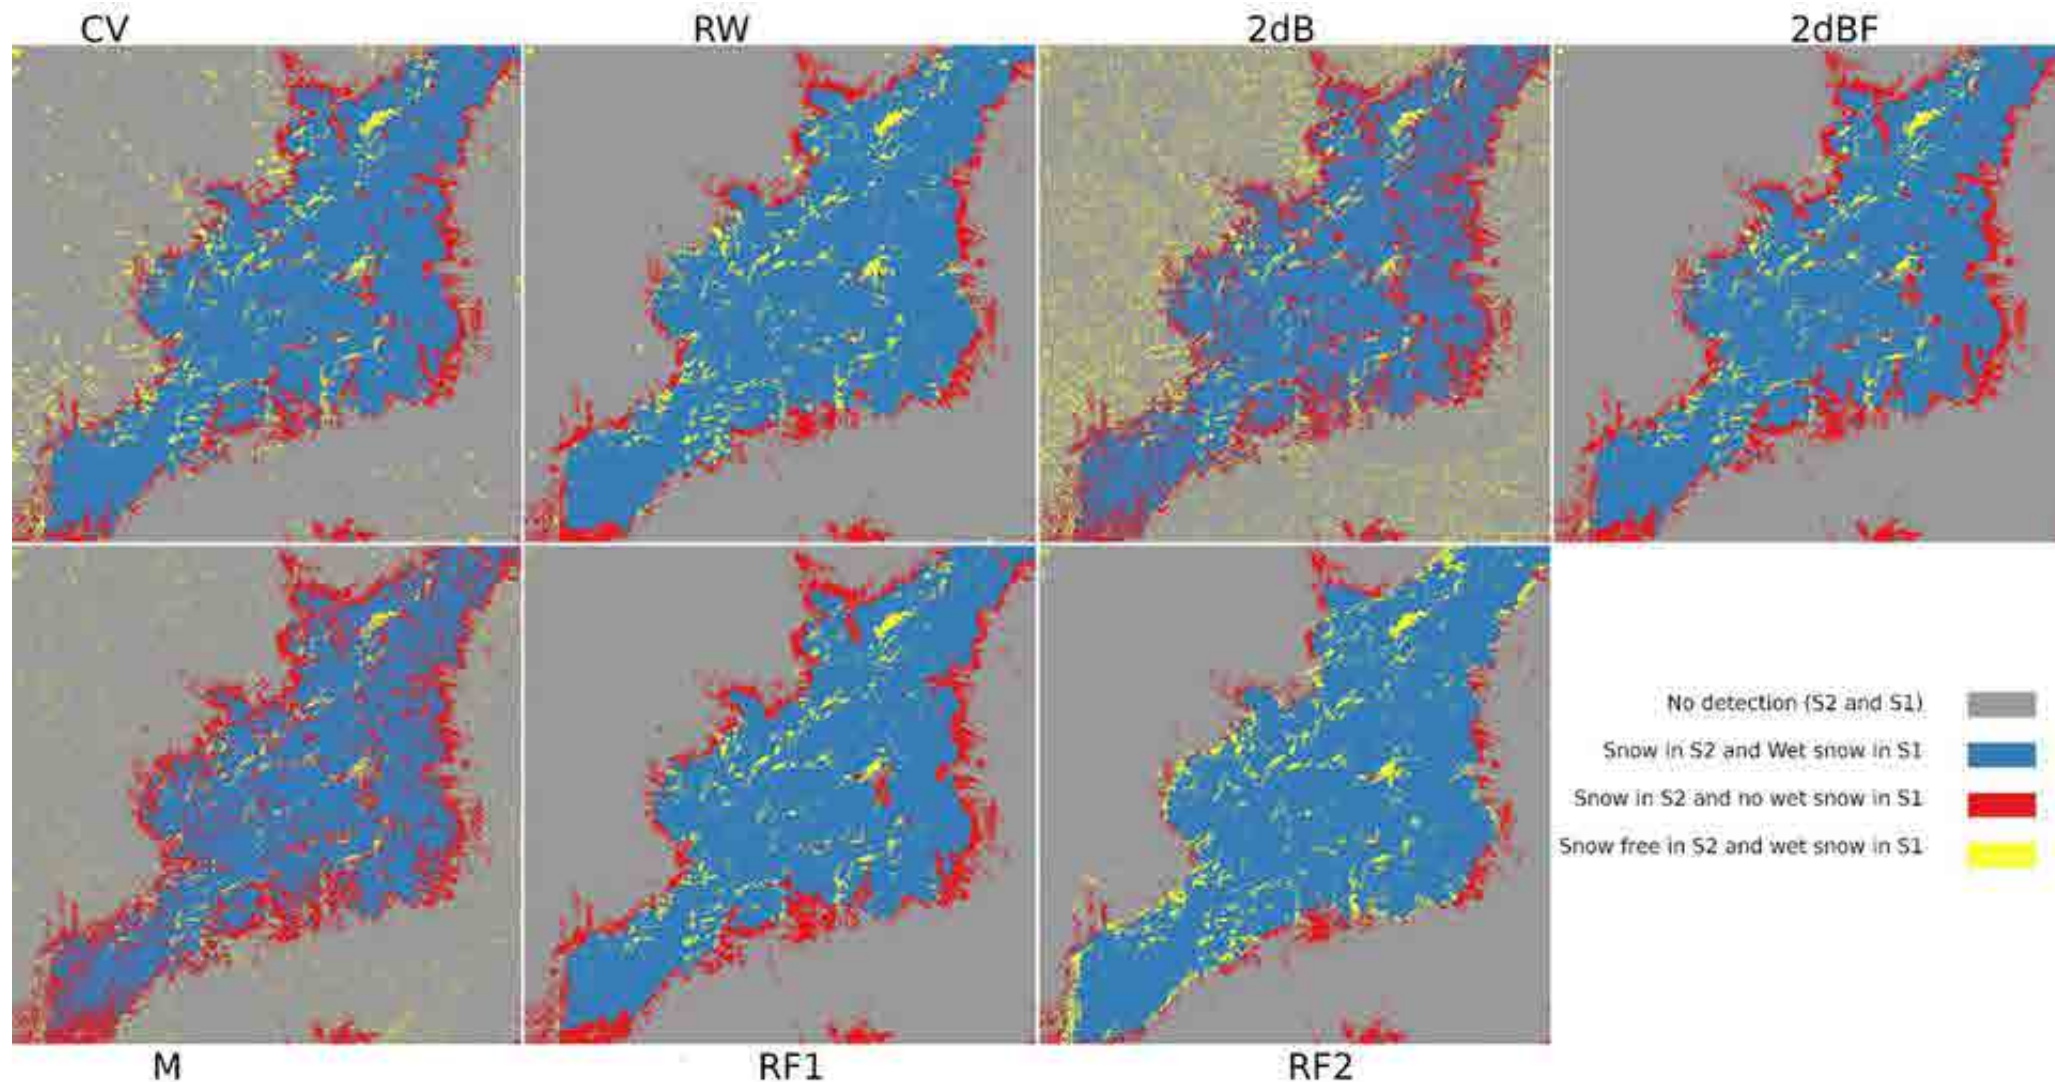 CV RW 2dB 2dBF
No detection (S2 and S1)
Snow in S2 and Wet snow in S1
Snow in S2 and no wet snow in S1
Snow free in S2 and wet snow in S1
M RF1 RF2